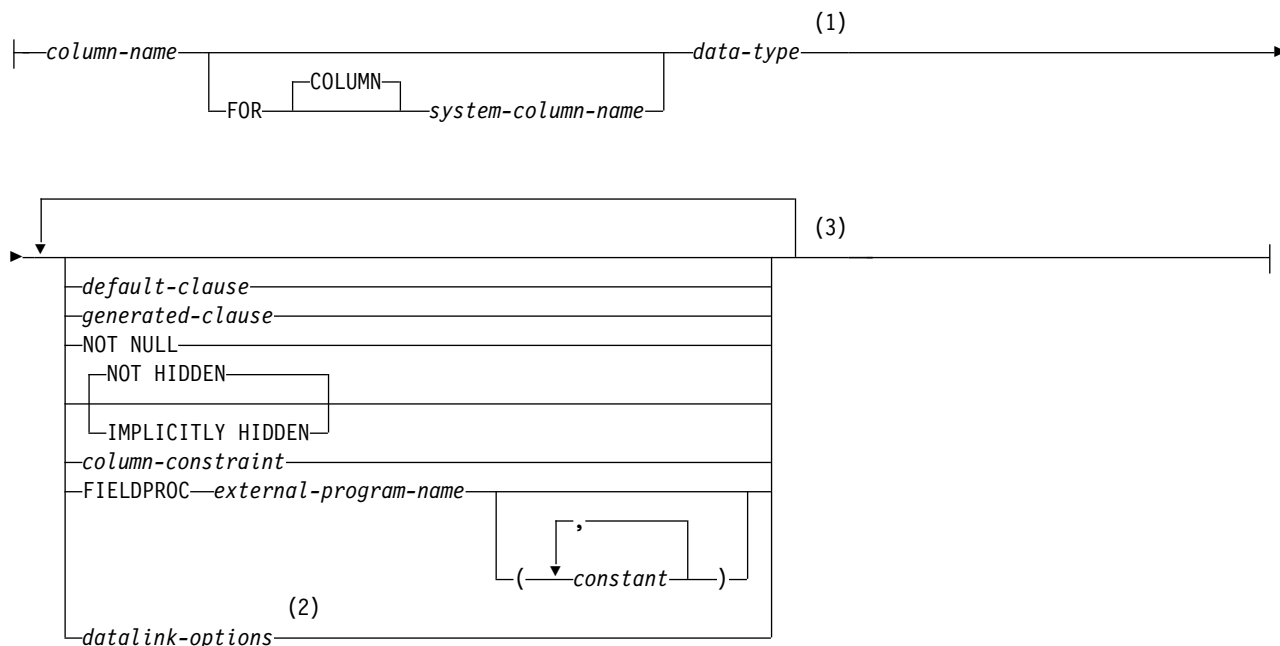 (1)
column-name data-type
COLUMN
FOR system-column-name
(3)
default-clause
generated-clause
NOT NULL
NOT HIDDEN
IMPLICITLY HIDDEN
column-constraint
FIELDPROC external-program-name
,
( constant )
(2)
datalink-options